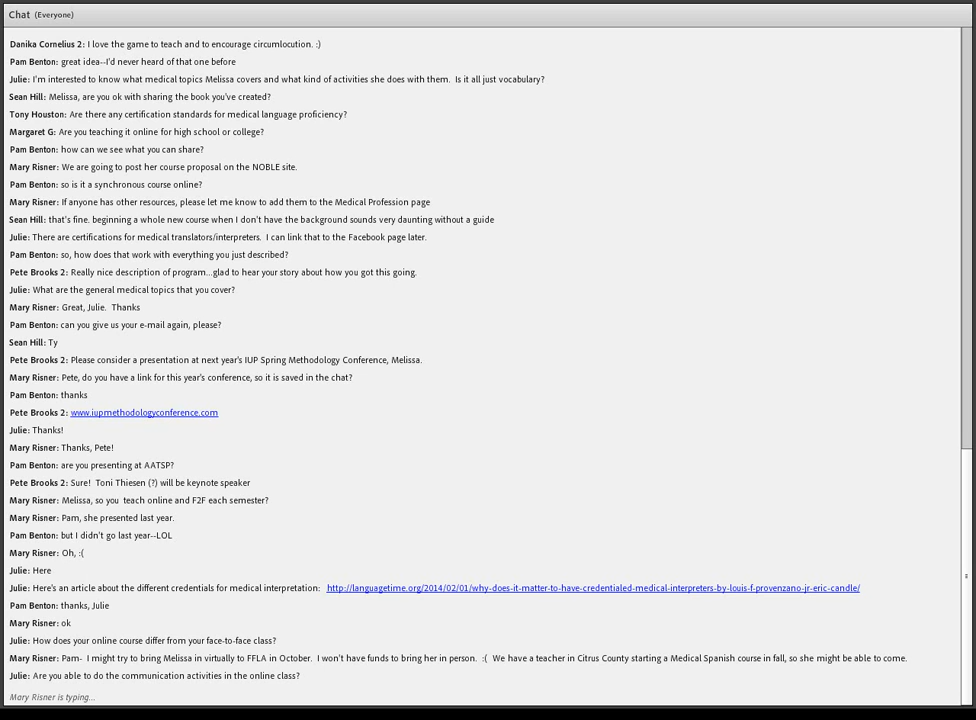 Chat (Everyone)
Danika Cornelius 2: I love the game to teach and to encourage circumlocution. :)
Pam Benton: great idea--I'd never heard of that one before
Julie: I'm interested to know what medical topics Melissa covers and what kind of activities she does with them.  Is it all just vocabulary?
Sean Hill: Melissa, are you ok with sharing the book you've created?
Tony Houston: Are there any certification standards for medical language proficiency?
Margaret G: Are you teaching it online for high school or college?
Pam Benton: how can we see what you can share?
Mary Risner: We are going to post her course proposal on the NOBLE site.
Pam Benton: so is it a synchronous course online?
Mary Risner: If anyone has other resources, please let me know to add them to the Medical Profession page
Sean Hill: that's fine. beginning a whole new course when I don't have the background sounds very daunting without a guide
Julie: There are certifications for medical translators/interpreters.  I can link that to the Facebook page later.
Pam Benton: so, how does that work with everything you just described?
Pete Brooks 2: Really nice description of program...glad to hear your story about how you got this going.
Julie: What are the general medical topics that you cover?
Mary Risner: Great, Julie.  Thanks
Pam Benton: can you give us your e-mail again, please?
Sean Hill: Ty
Pete Brooks 2: Please consider a presentation at next year's IUP Spring Methodology Conference, Melissa.
Mary Risner: Pete, do you have a link for this year's conference, so it is saved in the chat?
Pam Benton: thanks
Pete Brooks 2: www.iupmethodologyconference.com
Julie: Thanks!
Mary Risner: Thanks, Pete!
Pam Benton: are you presenting at AATSP?
Pete Brooks 2: Sure!  Toni Thiesen (?) will be keynote speaker
Mary Risner: Melissa, so you  teach online and F2F each semester?
Mary Risner: Pam, she presented last year.
Pam Benton: but I didn't go last year--LOL
Mary Risner: Oh, :(
Julie: Here
Julie: Here's an article about the different credentials for medical interpretation:   http://languagetime.org/2014/02/01/why-does-it-matter-to-have-credentialed-medical-interpreters-by-louis-f-provenzano-jr-eric-candle/
Pam Benton: thanks, Julie
Mary Risner: ok
Julie: How does your online course differ from your face-to-face class?
Mary Risner: Pam-  I might try to bring Melissa in virtually to FFLA in October.  I won't have funds to bring her in person.  :(  We have a teacher in Citrus County starting a Medical Spanish course in fall, so she might be able to come.
Julie: Are you able to do the communication activities in the online class?
Mary Risner is typing...